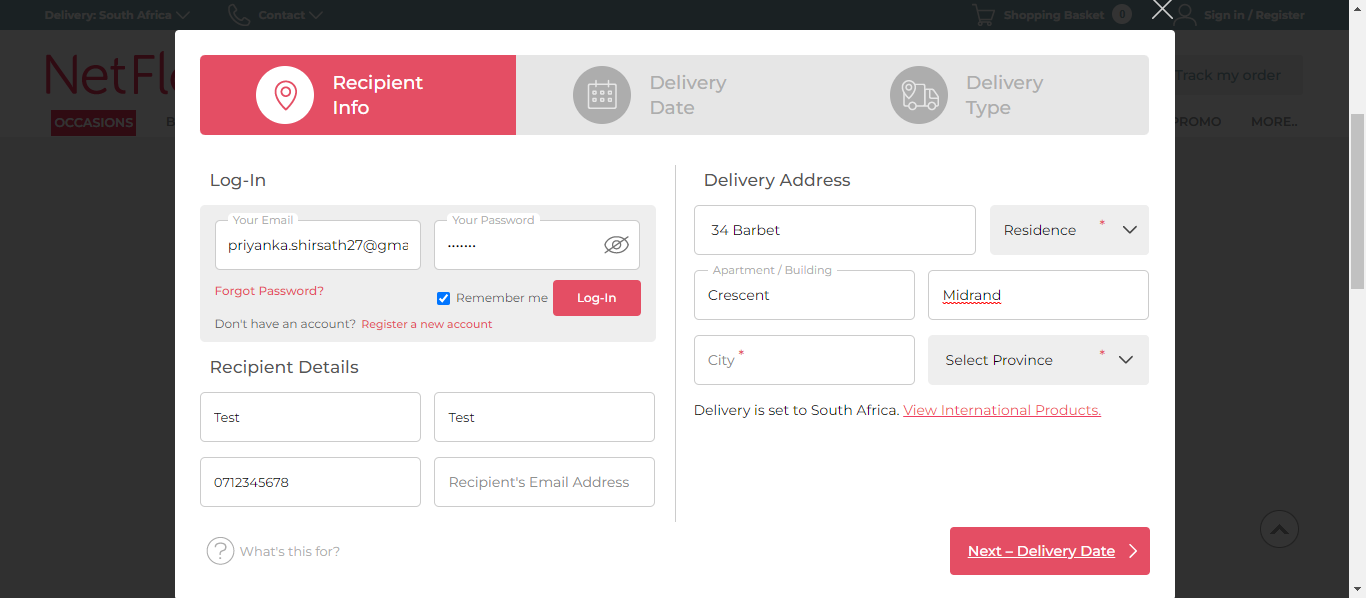 Delivery: South Africa
Contact
Shopping Basket 0
Sign in / Register
Track my order
OCCASIONS
PROMO
MORE..
Recipient
Info
Delivery
Date
Delivery
Type
Log-In
Your Email
priyanka.shirsath27@gma
Your Password
·······
Forgot Password?
Remember me
Log-In
Don't have an account? Register a new account
Recipient Details
Test
Test
0712345678
Recipient's Email Address
What's this for?
Delivery Address
34 Barbet
Residence *
Apartment / Building
Crescent
Midrand
City *
Select Province *
Delivery is set to South Africa. View International Products.
Next – Delivery Date